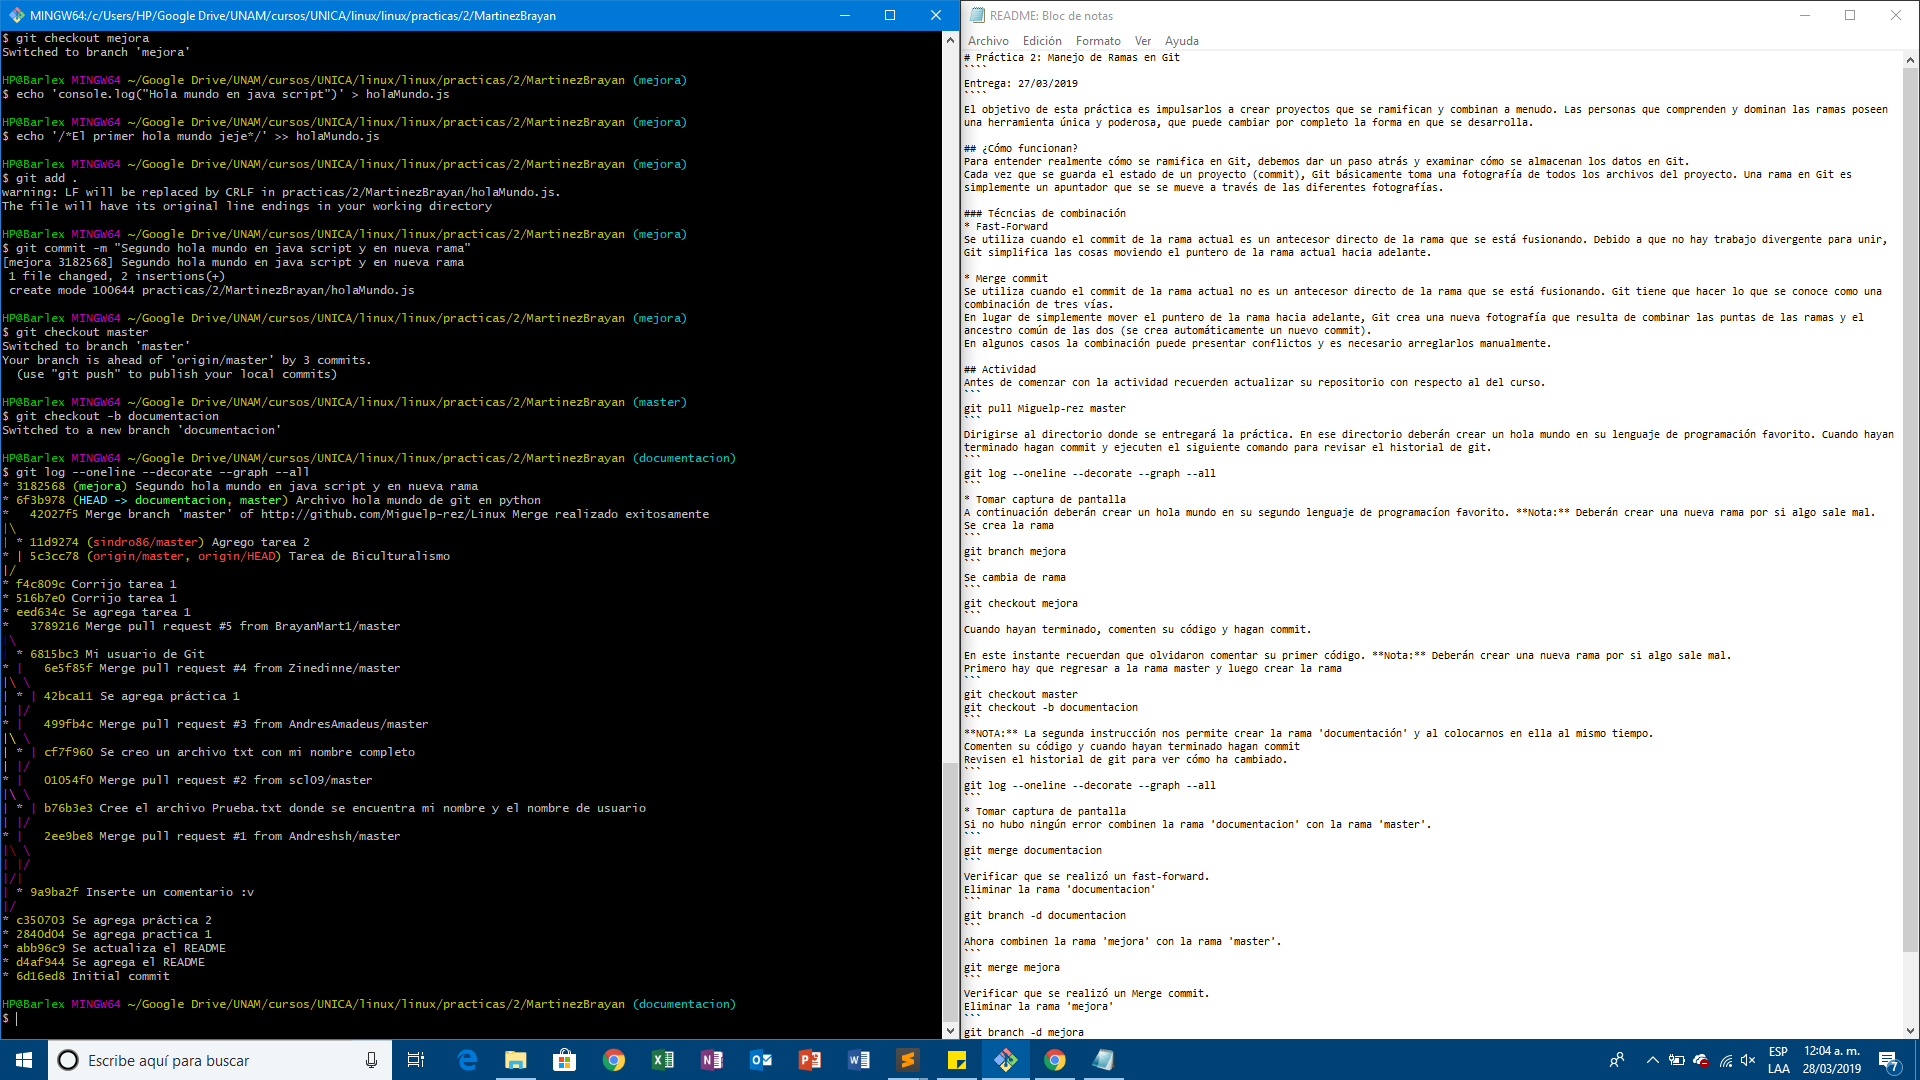 MINGW64:/c/Users/HP/Google Drive/UNAM/cursos/UNICA/linux/linux/practicas/2/MartinezBrayan
$ git checkout mejora
Switched to branch 'mejora'
HP@Barlex MINGW64 ~/Google Drive/UNAM/cursos/UNICA/linux/linux/practicas/2/MartinezBrayan (mejora)
$ echo 'console.log("Hola mundo en java script")' > holaMundo.js
HP@Barlex MINGW64 ~/Google Drive/UNAM/cursos/UNICA/linux/linux/practicas/2/MartinezBrayan (mejora)
$ echo '/*El primer hola mundo jeje*/' >> holaMundo.js
HP@Barlex MINGW64 ~/Google Drive/UNAM/cursos/UNICA/linux/linux/practicas/2/MartinezBrayan (mejora)
$ git add .
warning: LF will be replaced by CRLF in practicas/2/MartinezBrayan/holaMundo.js.
The file will have its original line endings in your working directory
HP@Barlex MINGW64 ~/Google Drive/UNAM/cursos/UNICA/linux/linux/practicas/2/MartinezBrayan (mejora)
$ git commit -m "Segundo hola mundo en java script y en nueva rama"
[mejora 3182568] Segundo hola mundo en java script y en nueva rama
1 file changed, 2 insertions(+)
create mode 100644 practicas/2/MartinezBrayan/holaMundo.js
HP@Barlex MINGW64 ~/Google Drive/UNAM/cursos/UNICA/linux/linux/practicas/2/MartinezBrayan (mejora)
$ git checkout master
Switched to branch 'master'
Your branch is ahead of 'origin/master' by 3 commits.
(use "git push" to publish your local commits)
HP@Barlex MINGW64 ~/Google Drive/UNAM/cursos/UNICA/linux/linux/practicas/2/MartinezBrayan (master)
$ git checkout -b documentacion
Switched to a new branch 'documentacion'
HP@Barlex MINGW64 ~/Google Drive/UNAM/cursos/UNICA/linux/linux/practicas/2/MartinezBrayan (documentacion)
$ git log --oneline --decorate --graph --all
* 3182568 (mejora) Segundo hola mundo en java script y en nueva rama
* 6f3b978 (HEAD -> documentacion, master) Archivo hola mundo de git en python
*   42027f5 Merge branch 'master' of http://github.com/Miguelp-rez/Linux Merge realizado exitosamente
|\
| * 11d9274 (sindro86/master) Agrego tarea 2
* | 5c3cc78 (origin/master, origin/HEAD) Tarea de Biculturalismo
|/
* f4c809c Corrijo tarea 1
* 516b7e0 Corrijo tarea 1
* eed634c Se agrega tarea 1
*   3789216 Merge pull request #5 from BrayanMart1/master
|\
| * 6815bc3 Mi usuario de Git
* |   6e5f85f Merge pull request #4 from Zinedinne/master
|\ \
| * | 42bca11 Se agrega práctica 1
| |/
* |   499fb4c Merge pull request #3 from AndresAmadeus/master
|\ \
| * | cf7f960 Se creo un archivo txt con mi nombre completo
| |/
* |   01054f0 Merge pull request #2 from scl09/master
|\ \
| * | b76b3e3 Cree el archivo Prueba.txt donde se encuentra mi nombre y el nombre de usuario
| |/
* |   2ee9be8 Merge pull request #1 from Andreshsh/master
|\ \
| |/
|/|
| * 9a9ba2f Inserte un comentario :v
|/
* c350703 Se agrega práctica 2
* 2840d04 Se agrega practica 1
* abb96c9 Se actualiza el README
* d4af944 Se agrega el README
* 6d16ed8 Initial commit
HP@Barlex MINGW64 ~/Google Drive/UNAM/cursos/UNICA/linux/linux/practicas/2/MartinezBrayan (documentacion)
$
README: Bloc de notas
Archivo Edición Formato Ver Ayuda
# Práctica 2: Manejo de Ramas en Git
````
Entrega: 27/03/2019
````
El objetivo de esta práctica es impulsarlos a crear proyectos que se ramifican y combinan a menudo. Las personas que comprenden y dominan las ramas poseen
una herramienta única y poderosa, que puede cambiar por completo la forma en que se desarrolla.
## ¿Cómo funcionan?
Para entender realmente cómo se ramifica en Git, debemos dar un paso atrás y examinar cómo se almacenan los datos en Git.
Cada vez que se guarda el estado de un proyecto (commit), Git básicamente toma una fotografía de todos los archivos del proyecto. Una rama en Git es
simplemente un apuntador que se se mueve a través de las diferentes fotografías.
### Técncias de combinación
* Fast-Forward
Se utiliza cuando el commit de la rama actual es un antecesor directo de la rama que se está fusionando. Debido a que no hay trabajo divergente para unir,
Git simplifica las cosas moviendo el puntero de la rama actual hacia adelante.
* Merge commit
Se utiliza cuando el commit de la rama actual no es un antecesor directo de la rama que se está fusionando. Git tiene que hacer lo que se conoce como una
combinación de tres vías.
En lugar de simplemente mover el puntero de la rama hacia adelante, Git crea una nueva fotografía que resulta de combinar las puntas de las ramas y el
ancestro común de las dos (se crea automáticamente un nuevo commit).
En algunos casos la combinación puede presentar conflictos y es necesario arreglarlos manualmente.
## Actividad
Antes de comenzar con la actividad recuerden actualizar su repositorio con respecto al del curso.
```
git pull Miguelp-rez master
```
Dirigirse al directorio donde se entregará la práctica. En ese directorio deberán crear un hola mundo en su lenguaje de programación favorito. Cuando hayan
terminado hagan commit y ejecuten el siguiente comando para revisar el historial de git.
```
git log --oneline --decorate --graph --all
```
* Tomar captura de pantalla
A continuación deberán crear un hola mundo en su segundo lenguaje de programacíon favorito. **Nota:** Deberán crear una nueva rama por si algo sale mal.
Se crea la rama
```
git branch mejora
```
Se cambia de rama
```
git checkout mejora
```
Cuando hayan terminado, comenten su código y hagan commit.
En este instante recuerdan que olvidaron comentar su primer código. **Nota:** Deberán crear una nueva rama por si algo sale mal.
Primero hay que regresar a la rama master y luego crear la rama
```
git checkout master
git checkout -b documentacion
```
**NOTA:** La segunda instrucción nos permite crear la rama 'documentación' y al colocarnos en ella al mismo tiempo.
Comenten su código y cuando hayan terminado hagan commit
Revisen el historial de git para ver cómo ha cambiado.
```
git log --oneline --decorate --graph --all
```
* Tomar captura de pantalla
Si no hubo ningún error combinen la rama 'documentacion' con la rama 'master'.
```
git merge documentacion
```
Verificar que se realizó un fast-forward.
Eliminar la rama 'documentacion'
```
git branch -d documentacion
```
Ahora combinen la rama 'mejora' con la rama 'master'.
```
git merge mejora
```
Verificar que se realizó un Merge commit.
Eliminar la rama 'mejora'
```
git branch -d mejora
Escribe aquí para buscar
ESP
LAA
12:04 a. m.
28/03/2019
7